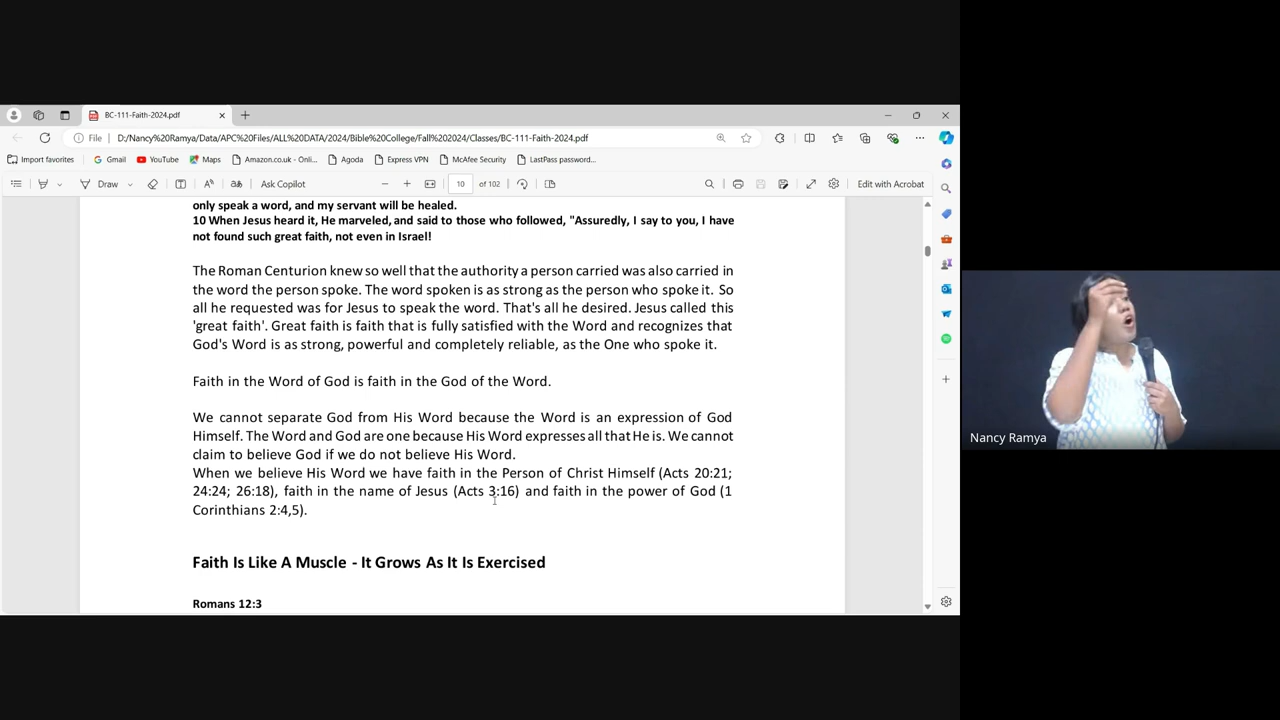 BC-111-Faith-2024.pdf
File
D:/Nancy%20Ramya/Data/APC%20Files/ALL%20DATA/2024/Bible%20College/Fall%202024/Classes/BC-111-Faith-2024.pdf
Import favorites Gmail YouTube Maps Amazon.co.uk - Onli... Agoda Express VPN McAfee Security LastPass password...
Draw Ask Copilot 10 of 102 Edit with Acrobat
only speak a word, and my servant will be healed.
10 When Jesus heard it, He marveled, and said to those who followed, "Assuredly, I say to you, I have
not found such great faith, not even in Israel!
The Roman Centurion knew so well that the authority a person carried was also carried in
the word the person spoke. The word spoken is as strong as the person who spoke it. So
all he requested was for Jesus to speak the word. That's all he desired. Jesus called this
'great faith'. Great faith is faith that is fully satisfied with the Word and recognizes that
God's Word is as strong, powerful and completely reliable, as the One who spoke it.
Faith in the Word of God is faith in the God of the Word.
We cannot separate God from His Word because the Word is an expression of God
Himself. The Word and God are one because His Word expresses all that He is. We cannot
claim to believe God if we do not believe His Word.
When we believe His Word we have faith in the Person of Christ Himself (Acts 20:21;
24:24; 26:18), faith in the name of Jesus (Acts 3:16) and faith in the power of God (1
Corinthians 2:4,5).
Faith Is Like A Muscle - It Grows As It Is Exercised
Romans 12:3
Nancy Ramya